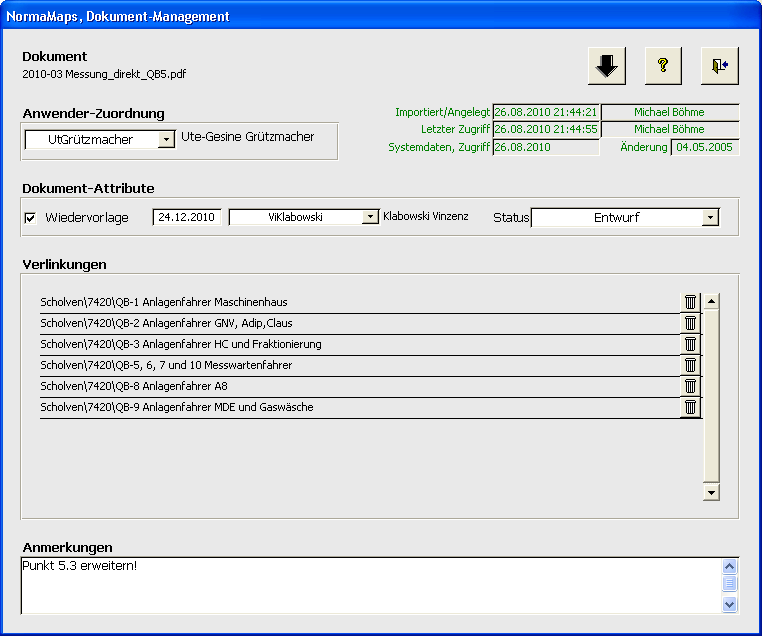 NormaMaps, Dokument-Management
Dokument
2010-03 Messung_direkt_QB5.pdf
?
Anwender-Zuordnung
UtGrützmacher Ute-Gesine Grützmacher
Importiert/Angelegt 26.08.2010 21:44:21 Michael Böhme
Letzter Zugriff 26.08.2010 21:44:55 Michael Böhme
Systemdaten, Zugriff 26.08.2010 Änderung 04.05.2005
Dokument-Attribute
Wiedervorlage 24.12.2010 ViKlabowski Klabowski Vinzenz Status Entwurf
Verlinkungen
Scholven\7420\QB-1 Anlagenfahrer Maschinenhaus
Scholven\7420\QB-2 Anlagenfahrer GNV, Adip,Claus
Scholven\7420\QB-3 Anlagenfahrer HC und Fraktionierung
Scholven\7420\QB-5, 6, 7 und 10 Messwartenfahrer
Scholven\7420\QB-8 Anlagenfahrer A8
Scholven\7420\QB-9 Anlagenfahrer MDE und Gaswäsche
Anmerkungen
Punkt 5.3 erweitern!